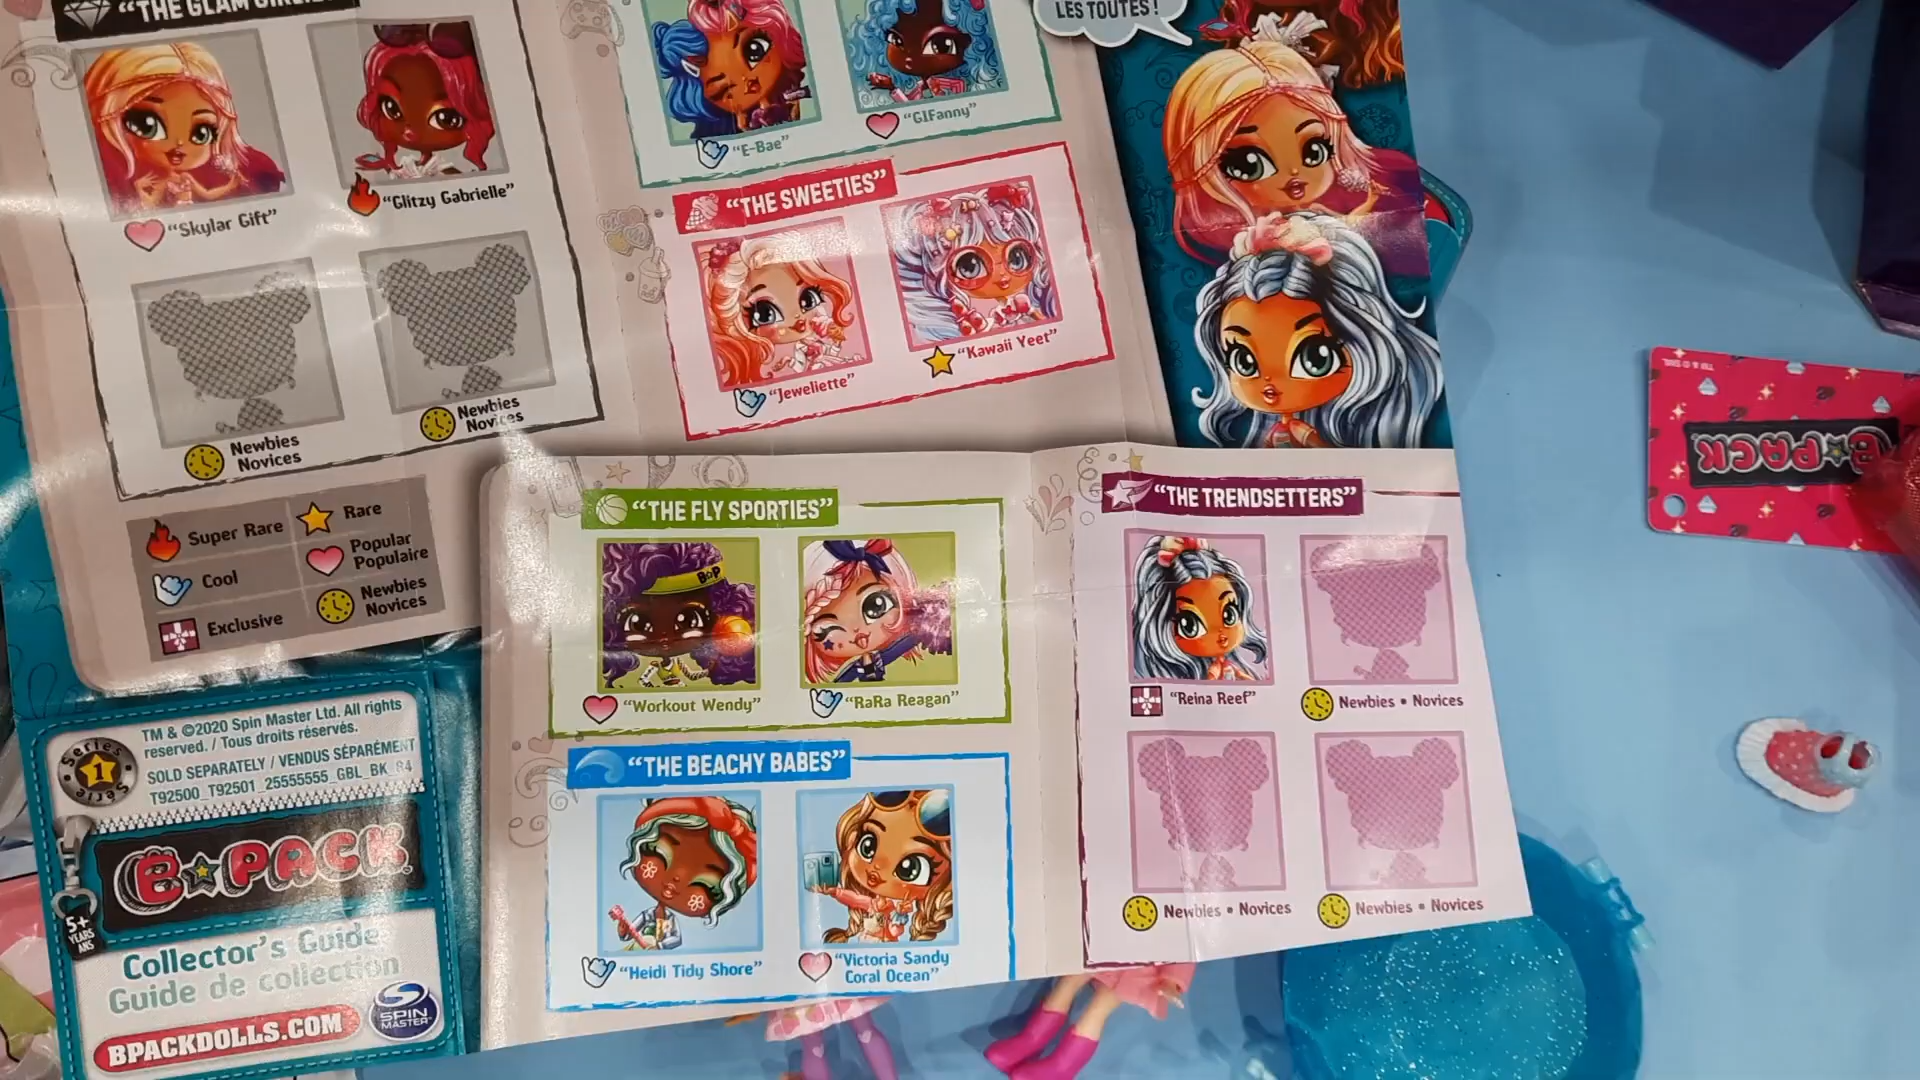 "THE GLAM
"Skylar Gift"
"Glitzy Gabrielle"
Newbies
Novices
Newbies
Novices
Super Rare
Rare
Cool
Popular
Populaire
Exclusive
Newbies
Novices
"E-Bae"
"GIFanny"
"THE SWEETIES"
"Jeweliette"
"Kawaii Yeet"
LES TOUTES !
"THE FLY SPORTIES"
BOP
"Workout Wendy"
"RaRa Reagan"
"THE BEACHY BABES"
"Heidi Tidy Shore"
"Victoria Sandy
Coral Ocean"
"THE TRENDSETTERS"
"Reina Reef"
Newbies • Novices
Newbies • Novices
Newbies • Novices
Series
1
Série
TM & ©2020 Spin Master Ltd. All rights
reserved. / Tous droits réservés.
SOLD SEPARATELY / VENDUS SÉPARÉMENT
T92500_T92501_25555555_GBL_BK_R4
B★PACK
5+
YEARS
ANS
Collector's Guide
Guide de collection
BPACKDOLLS.COM
SPIN
MASTER
B★PACK